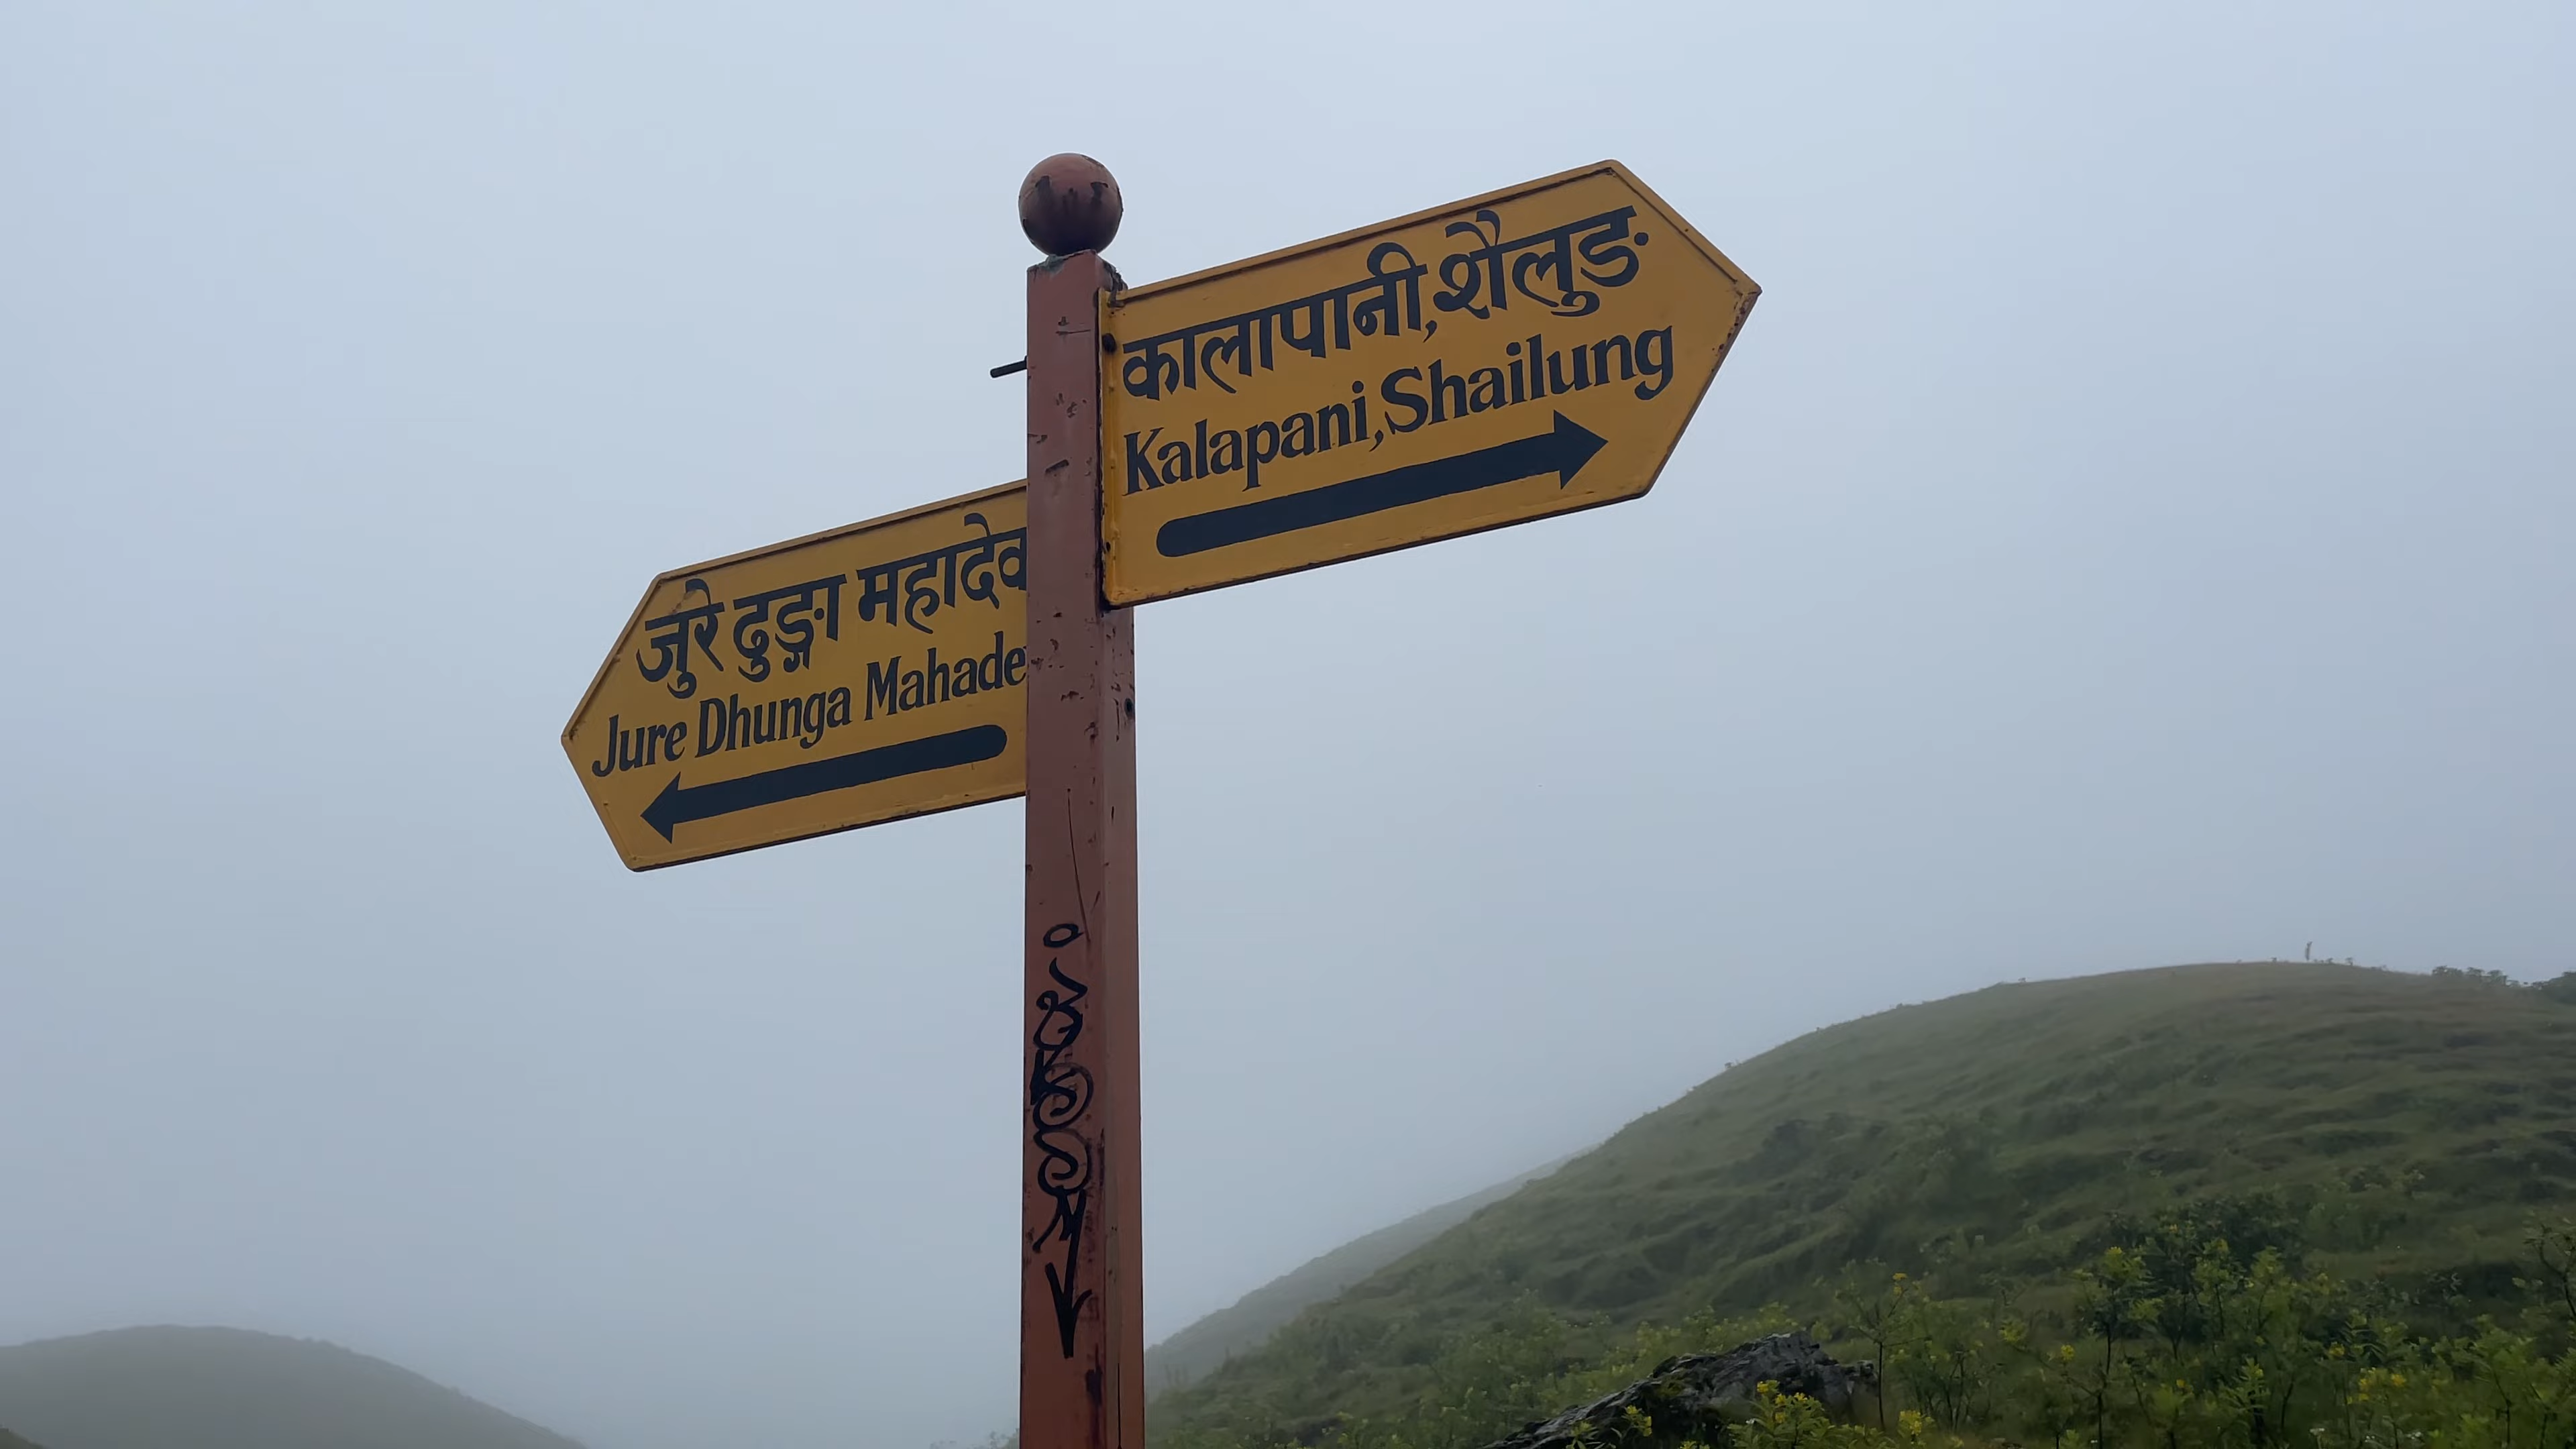 कालापानी, शैलुङ
Kalapani, Shailung
जुरे ढुङ्गा महादेव
Jure Dhunga Mahade